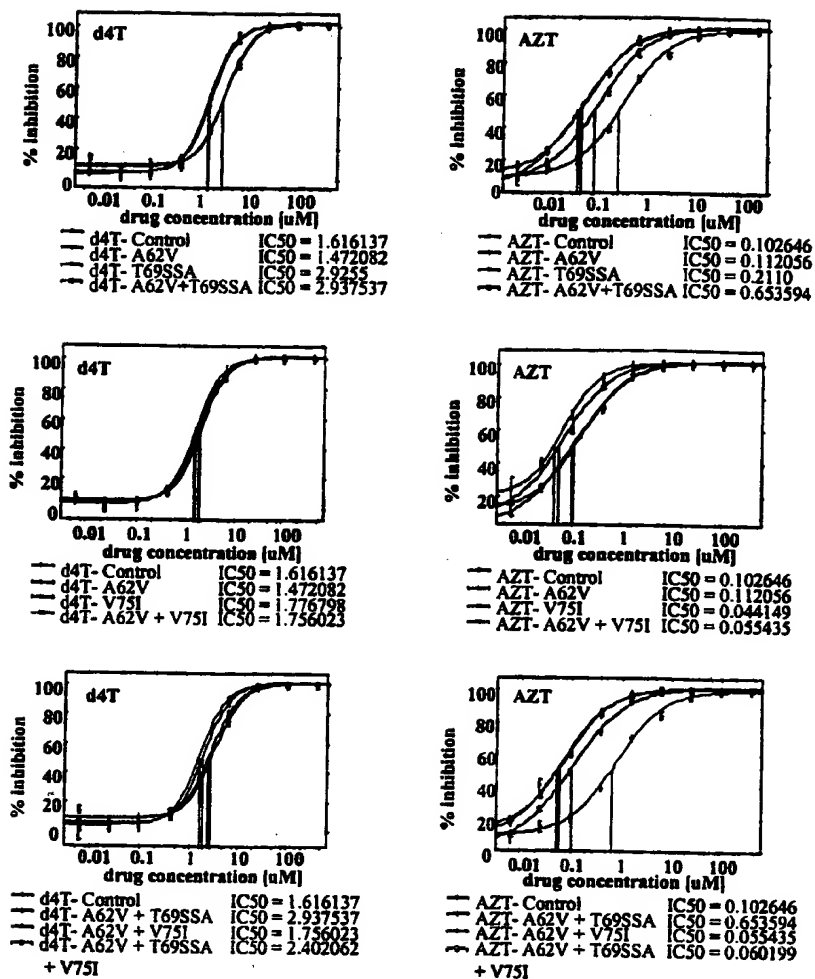 d4T
% inhibition
100
80
60
40
20
0
0.01 0.1 1 10 100
drug concentration [uM]
d4T- Control IC50 = 1.616137
d4T- A62V IC50 = 1.472082
d4T- T69SSA IC50 = 2.9255
d4T- A62V+T69SSA IC50 = 2.937537
AZT
% inhibition
100
80
60
40
20
0
0.01 0.1 1 10 100
drug concentration [uM]
AZT- Control IC50 = 0.102646
AZT- A62V IC50 = 0.112056
AZT- T69SSA IC50 = 0.2110
AZT- A62V+T69SSA IC50 = 0.653594
d4T
% inhibition
100
80
60
40
20
0
0.01 0.1 1 10 100
drug concentration [uM]
d4T- Control IC50 = 1.616137
d4T- A62V IC50 = 1.472082
d4T- V75I IC50 = 1.776798
d4T- A62V + V75I IC50 = 1.756023
AZT
% inhibition
100
80
60
40
20
0.01 0.1 1 10 100
drug concentration [uM]
AZT- Control IC50 = 0.102646
AZT- A62V IC50 = 0.112056
AZT- V75I IC50 = 0.044149
AZT- A62V + V75I IC50 = 0.055435
d4T
% inhibition
100
80
60
40
20
0
0.01 0.1 1 10 100
drug concentration [uM]
d4T- Control IC50 = 1.616137
d4T- A62V + T69SSA IC50 = 2.937537
d4T- A62V + V75I IC50 = 1.756023
d4T- A62V + T69SSA IC50 = 2.402062
+ V75I
AZT
% inhibition
100
80
60
40
20
0
0.01 0.1 1 10 100
drug concentration [uM]
AZT- Control IC50 = 0.102646
AZT- A62V + T69SSA IC50 = 0.653594
AZT- A62V + V75I IC50 = 0.055435
AZT- A62V + T69SSA IC50 = 0.060199
+ V75I